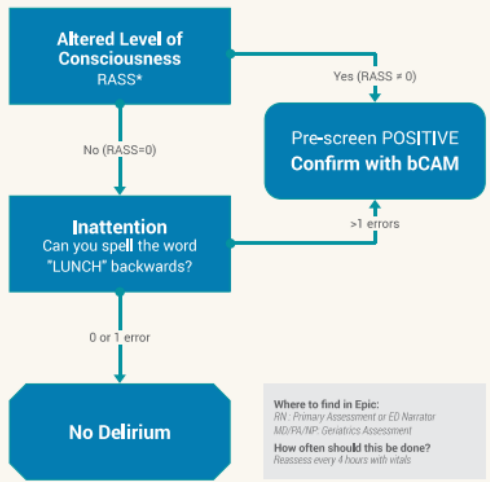 Altered Level of
Consciousness
RASS*
Yes (RASS ≠ 0)
No (RASS=0)
Pre-screen POSITIVE
Confirm with bCAM
Inattention
Can you spell the word
"LUNCH" backwards?
>1 errors
0 or 1 error
No Delirium
Where to find in Epic:
RN : Primary Assessment or ED Narrator
MD/PA/NP: Geriatrics Assessment
How often should this be done?
Reassess every 4 hours with vitals